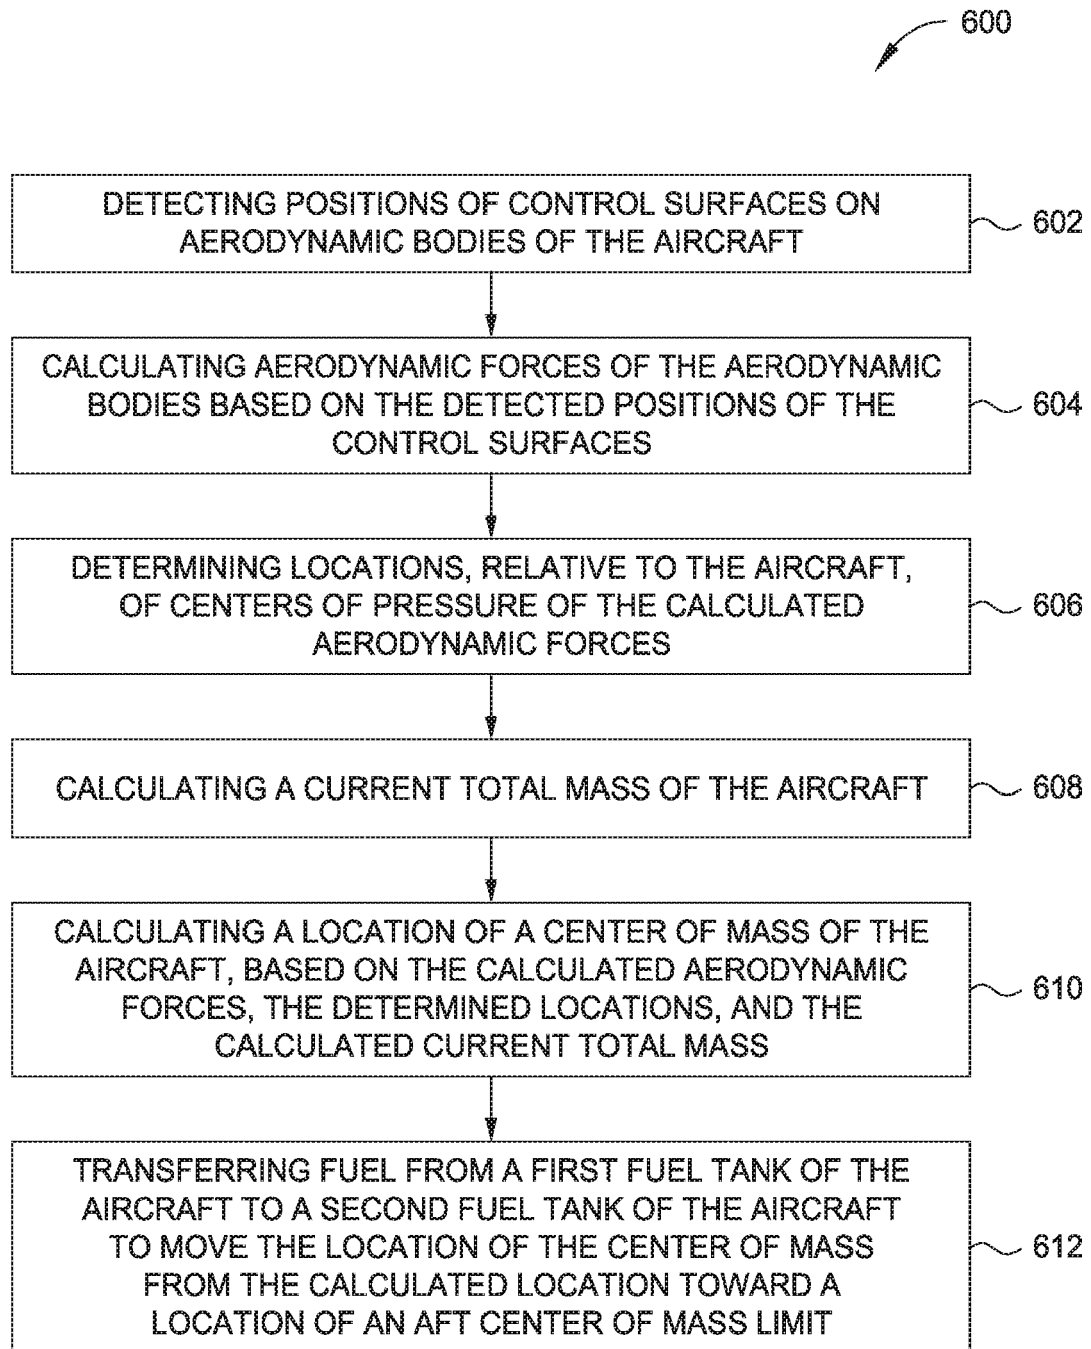 600
DETECTING POSITIONS OF CONTROL SURFACES ON
AERODYNAMIC BODIES OF THE AIRCRAFT
602
CALCULATING AERODYNAMIC FORCES OF THE AERODYNAMIC
BODIES BASED ON THE DETECTED POSITIONS OF THE
CONTROL SURFACES
604
DETERMINING LOCATIONS, RELATIVE TO THE AIRCRAFT,
OF CENTERS OF PRESSURE OF THE CALCULATED
AERODYNAMIC FORCES
606
CALCULATING A CURRENT TOTAL MASS OF THE AIRCRAFT
608
CALCULATING A LOCATION OF A CENTER OF MASS OF THE
AIRCRAFT, BASED ON THE CALCULATED AERODYNAMIC
FORCES, THE DETERMINED LOCATIONS, AND THE
CALCULATED CURRENT TOTAL MASS
610
TRANSFERRING FUEL FROM A FIRST FUEL TANK OF THE
AIRCRAFT TO A SECOND FUEL TANK OF THE AIRCRAFT
TO MOVE THE LOCATION OF THE CENTER OF MASS
FROM THE CALCULATED LOCATION TOWARD A
LOCATION OF AN AFT CENTER OF MASS LIMIT
612